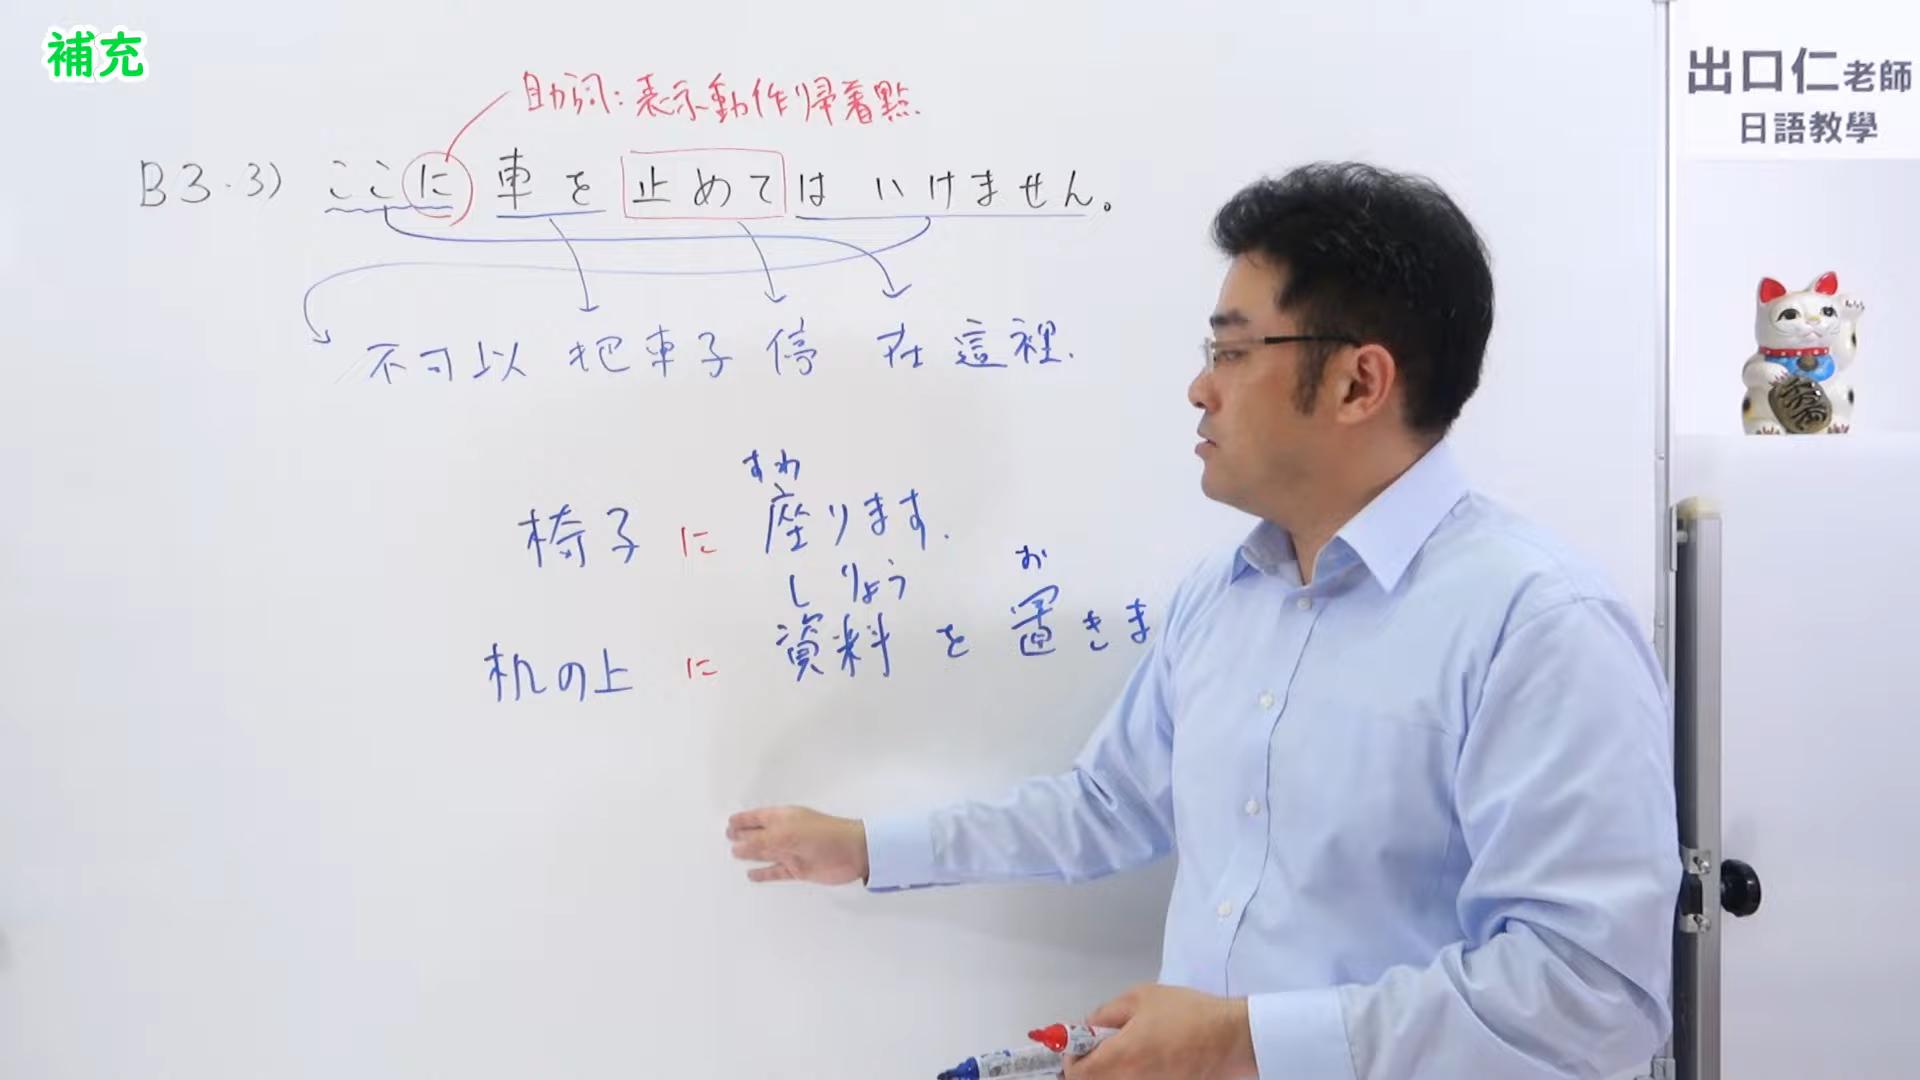 補充
出口仁老師
日語教學
助詞:表示動作帰着點
B3.3) ここに 車を止めてはいけません。
不可以 把車子 停 在這裡.
すわ
椅子 に 座ります.
しりょう お
机の上 に 資料 を 置きま